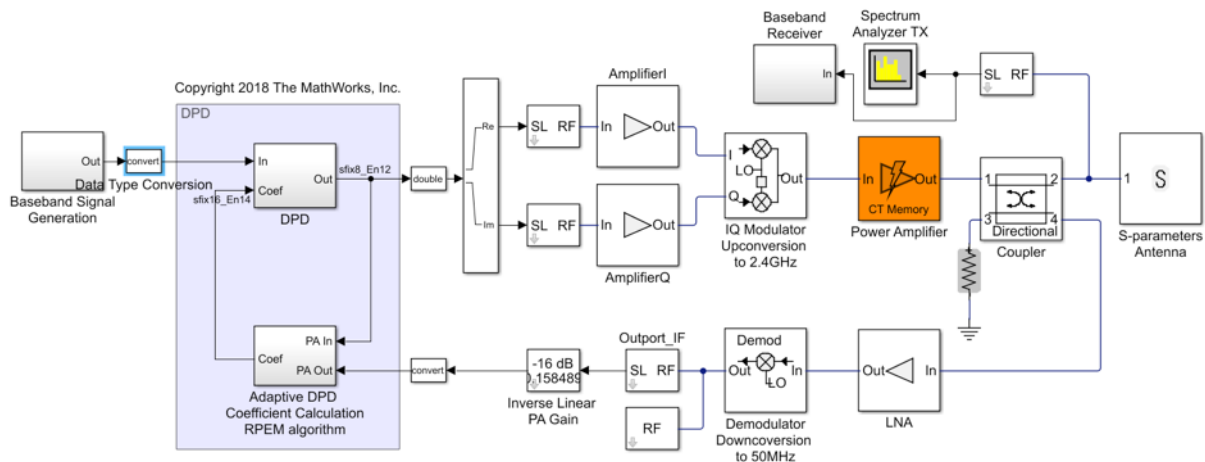 Copyright 2018 The MathWorks, Inc.
DPD
Out
Baseband Signal
Generation
convert
Data Type Conversion
In
Coef
Out
DPD
sfix8_En12
sfix16_En14
double
Re
Im
SL RF
SL RF
AmplifierI
In Out
In Out
AmplifierQ
I
LO
Q
Out
IQ Modulator
Upconversion
to 2.4GHz
Baseband
Receiver
In
Spectrum
Analyzer TX
SL RF
In Out
CT Memory
Power Amplifier
1 2
3 4
Directional
Coupler
1 S
S-parameters
Antenna
PA In
Coef
PA Out
Adaptive DPD
Coefficient Calculation
RPEM algorithm
convert
-16 dB
0.158489
Inverse Linear
PA Gain
Outport_IF
SL RF
RF
Demod
Out In
LO
Demodulator
Downcoversion
to 50MHz
Out In
LNA